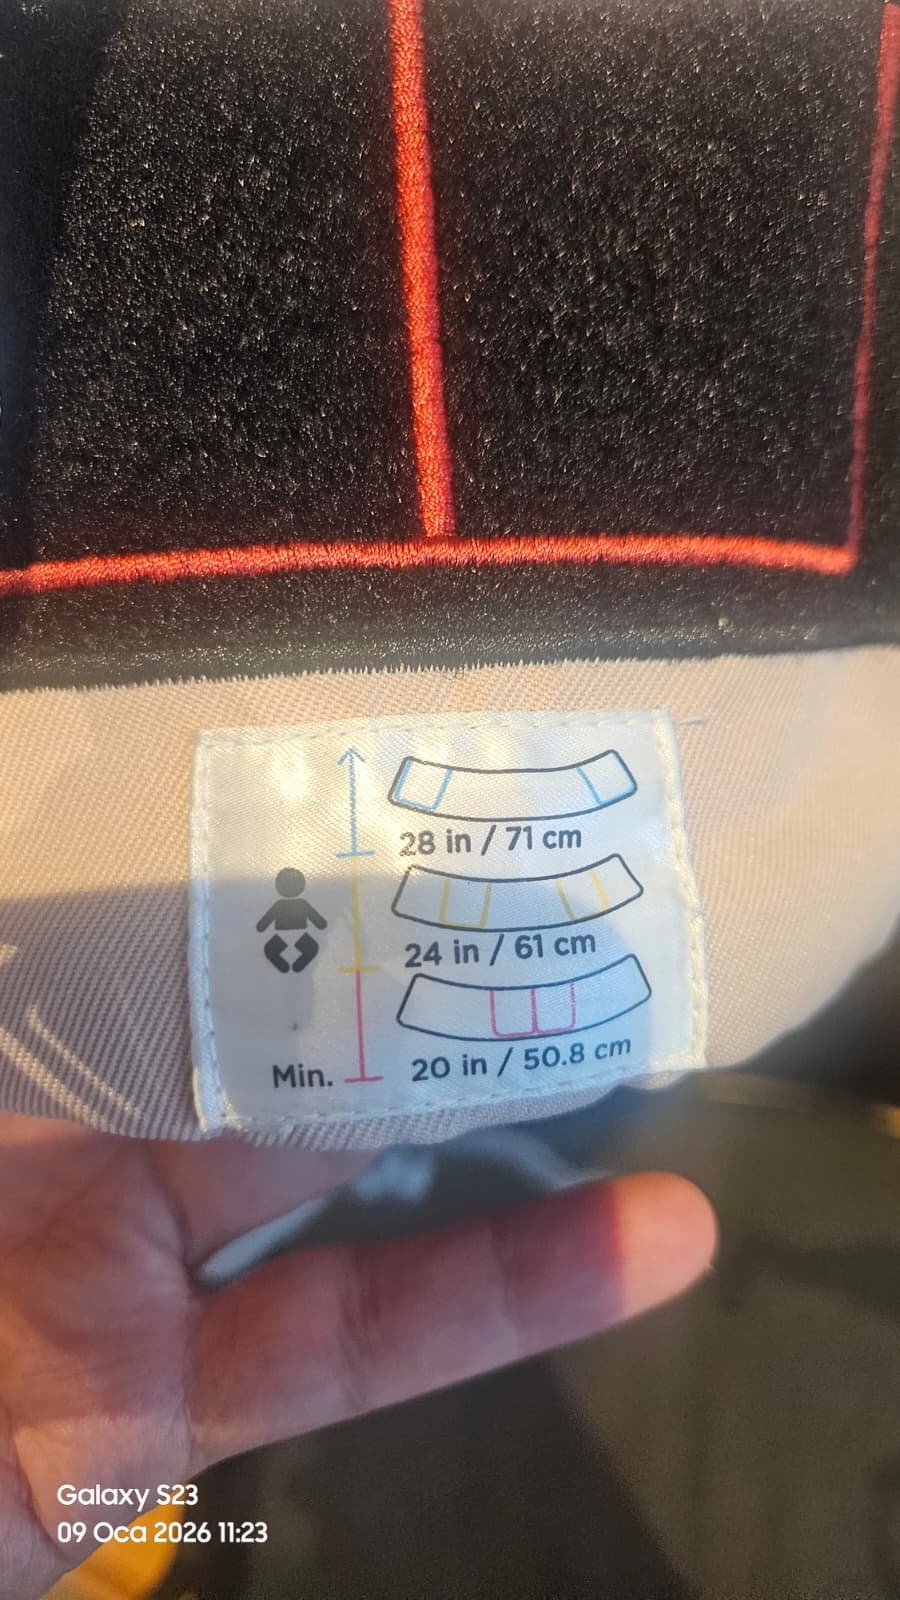 28 in / 71 cm
24 in / 61 cm
20 in / 50.8 cm
Min.
Galaxy S23
09 Oca 2026 11:23